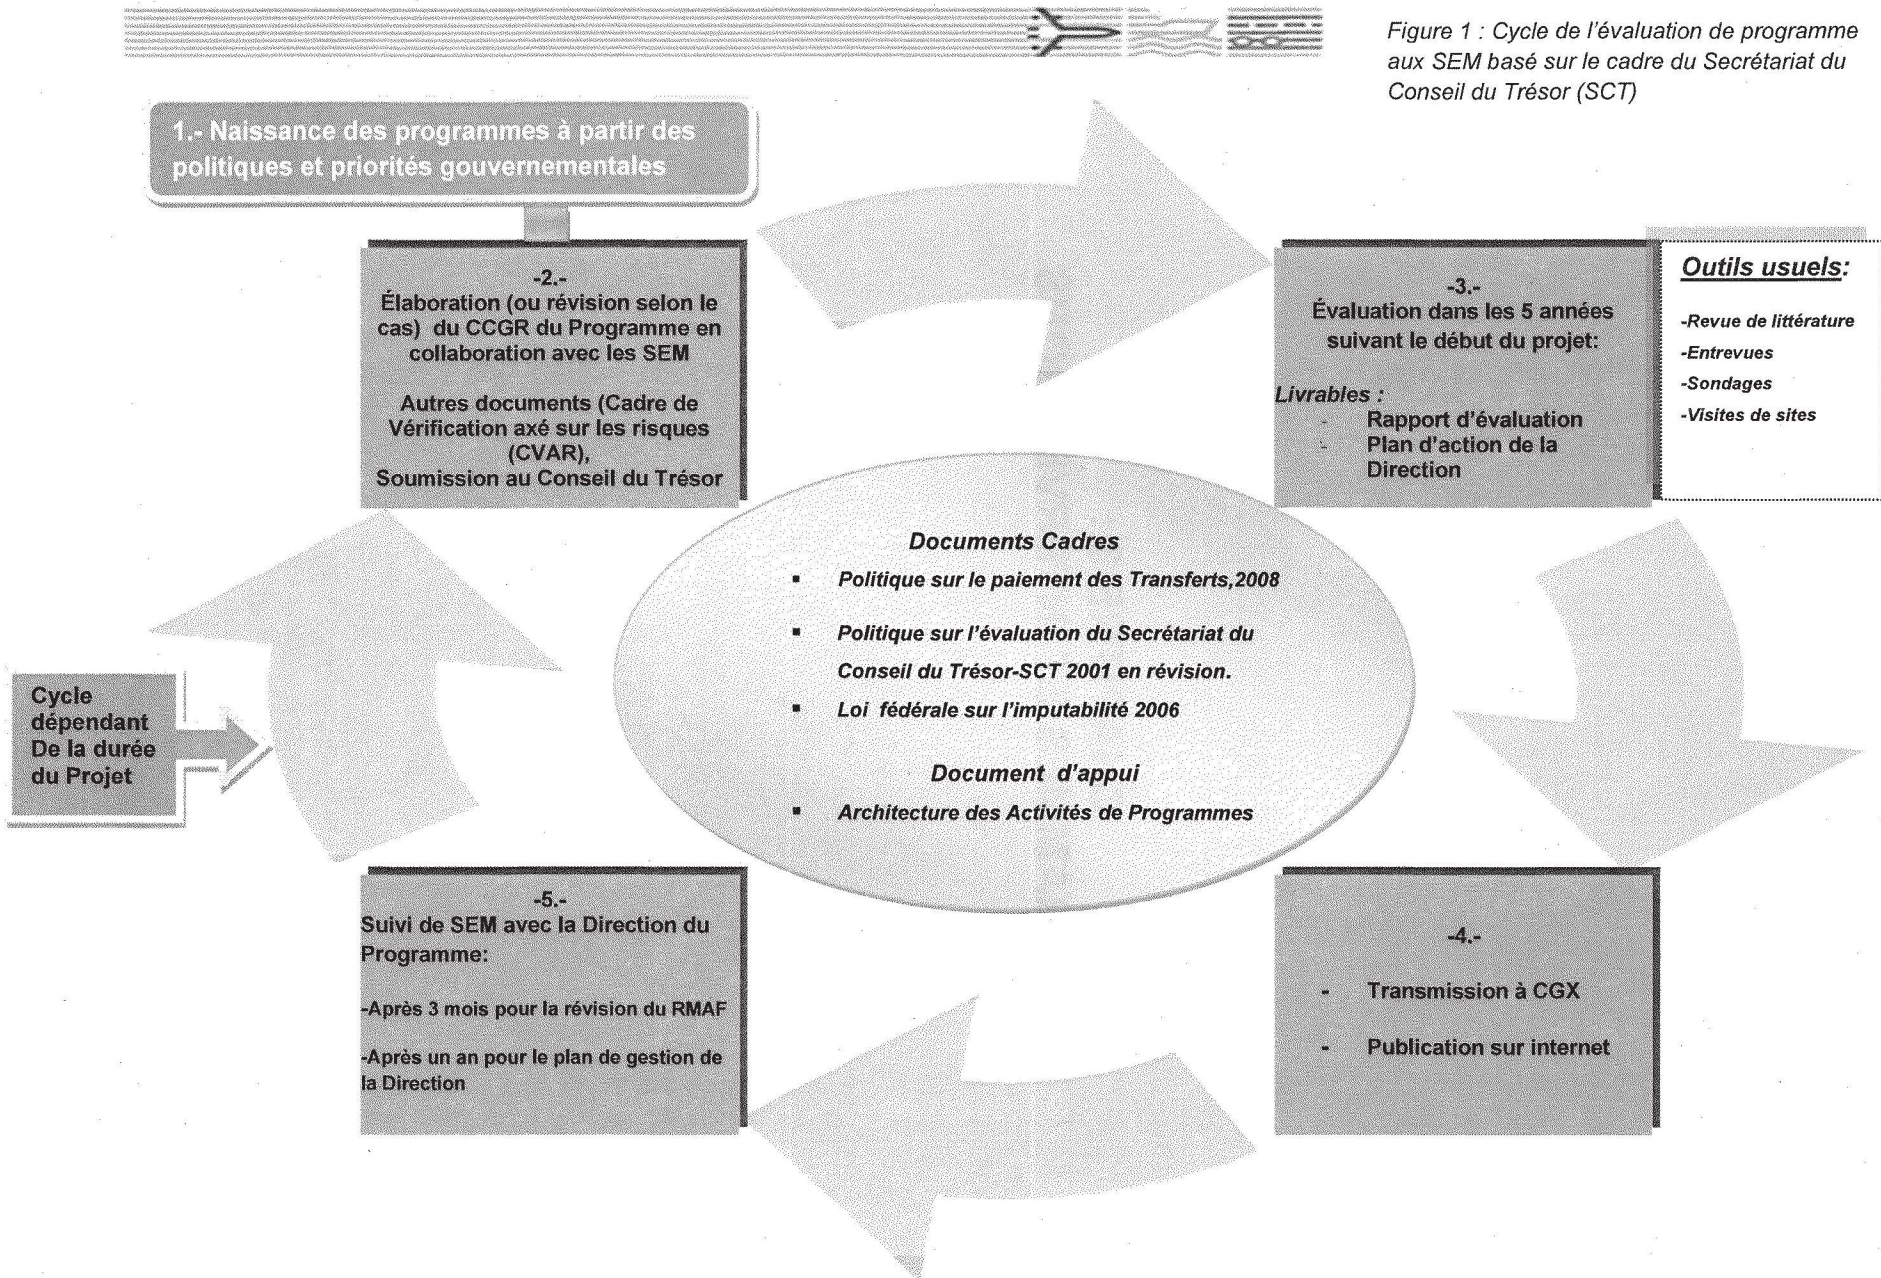 Figure 1 : Cycle de l'évaluation de programme
aux SEM basé sur le cadre du Secrétariat du
Conseil du Trésor (SCT)
1.- Naissance des programmes à partir des
politiques et priorités gouvernementales
-2.-
Élaboration (ou révision selon le
cas) du CCGR du Programme en
collaboration avec les SEM
Autres documents (Cadre de
Vérification axé sur les risques
(CVAR),
Soumission au Conseil du Trésor
-3.-
Évaluation dans les 5 années
suivant le début du projet:
Livrables :
- Rapport d'évaluation
- Plan d'action de la
Direction
Outils usuels:
-Revue de littérature
-Entrevues
-Sondages
-Visites de sites
Documents Cadres
▪ Politique sur le paiement des Transferts,2008
▪ Politique sur l'évaluation du Secrétariat du
Conseil du Trésor-SCT 2001 en révision.
▪ Loi fédérale sur l'imputabilité 2006
Document d'appui
▪ Architecture des Activités de Programmes
Cycle
dépendant
De la durée
du Projet
-4.-
- Transmission à CGX
- Publication sur internet
-5.-
Suivi de SEM avec la Direction du
Programme:
-Après 3 mois pour la révision du RMAF
-Après un an pour le plan de gestion de
la Direction